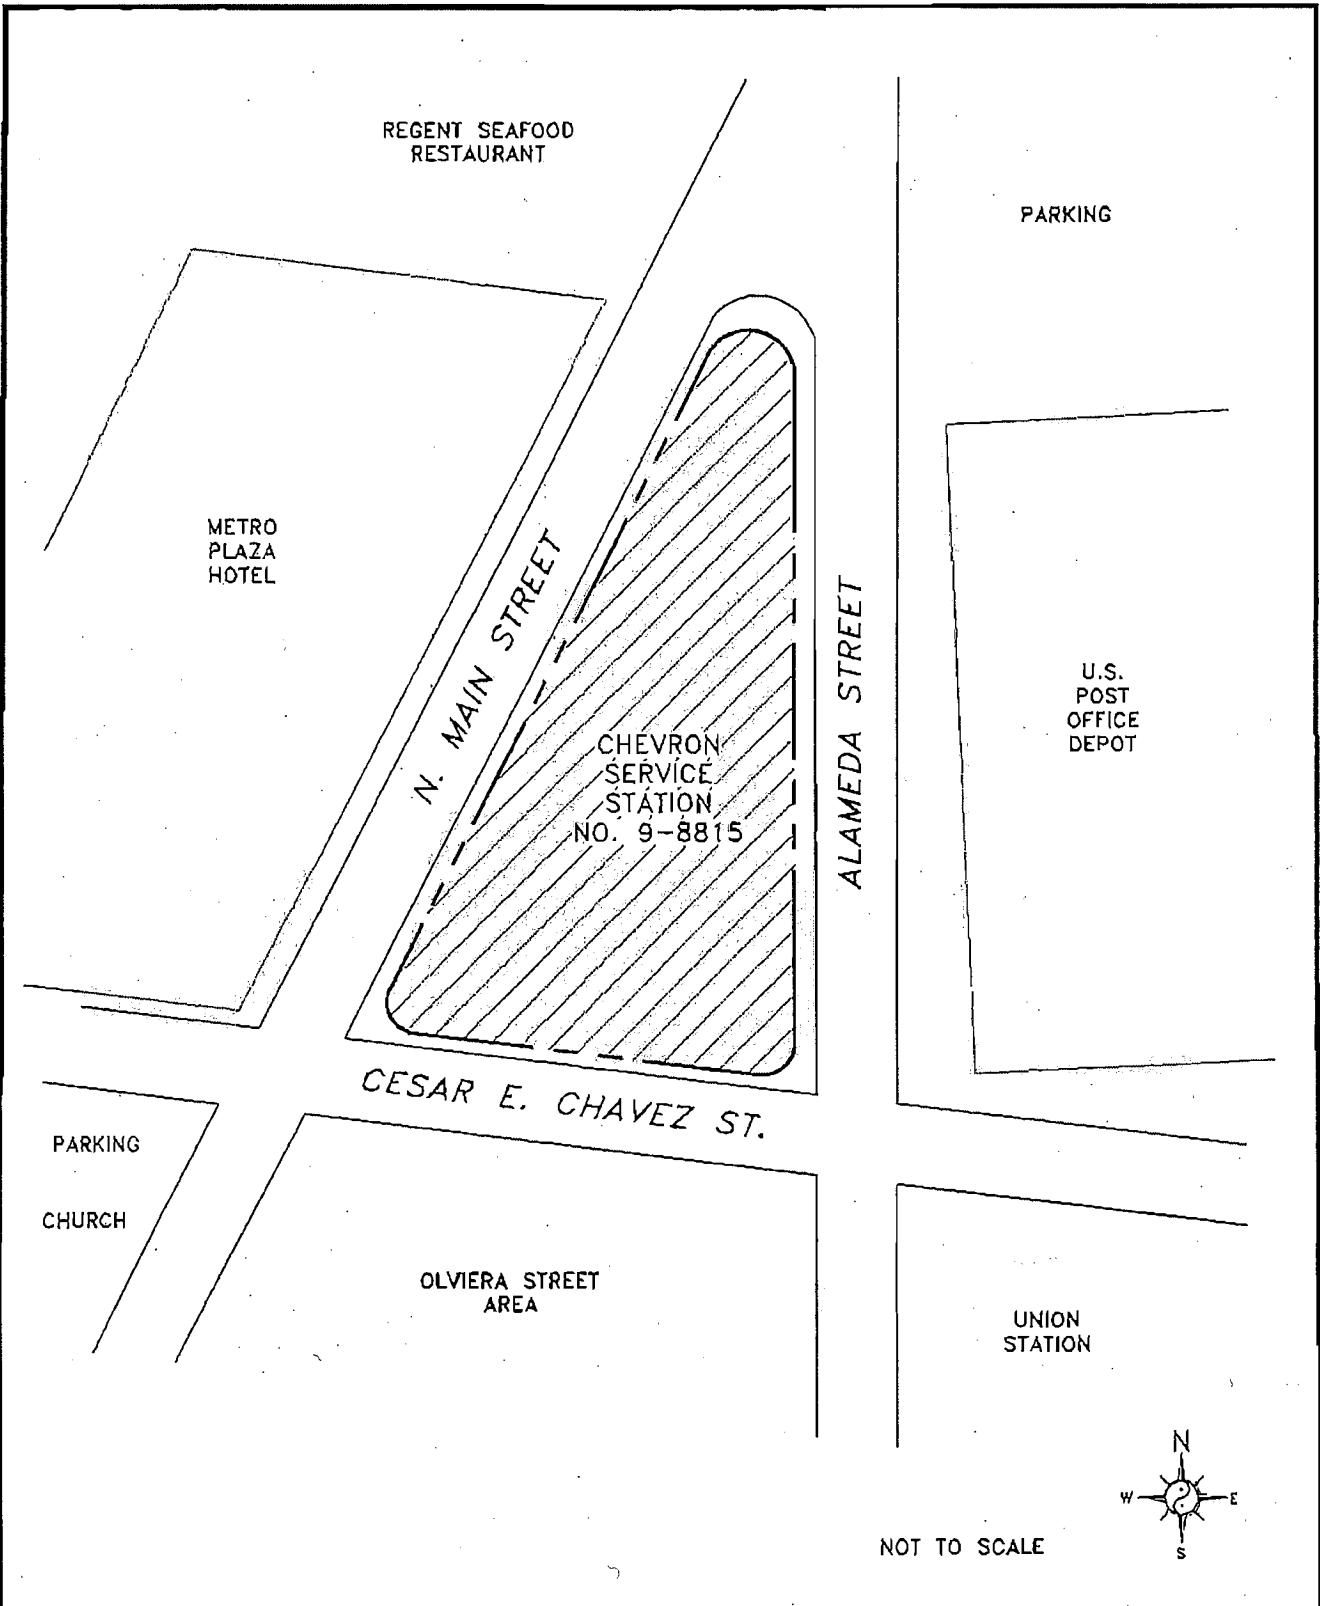 REGENT SEAFOOD
RESTAURANT
PARKING
METRO
PLAZA
HOTEL
N. MAIN STREET
ALAMEDA STREET
U.S.
POST
OFFICE
DEPOT
CHEVRON
SERVICE
STATION
NO. 9-8815
CESAR E. CHAVEZ ST.
PARKING
CHURCH
OLVIERA STREET
AREA
UNION
STATION
N
W E
S
NOT TO SCALE